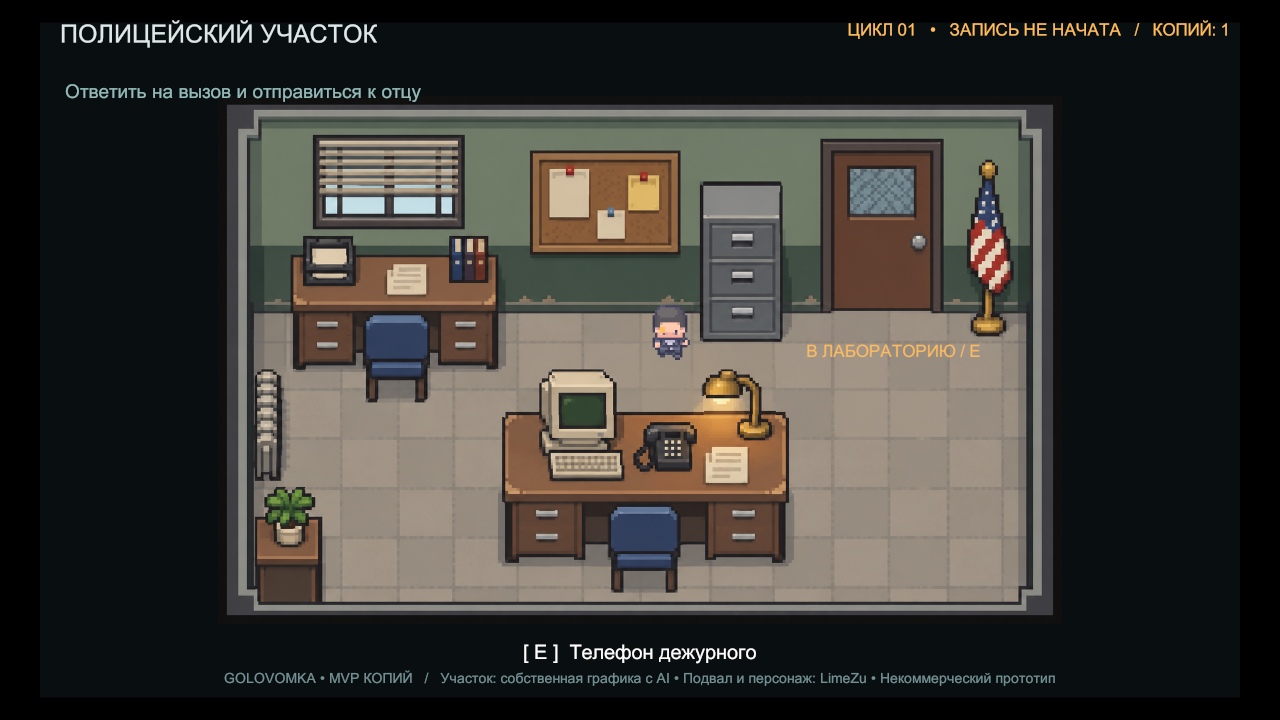 ПОЛИЦЕЙСКИЙ УЧАСТОК
ЦИКЛ 01 • ЗАПИСЬ НЕ НАЧАТА / КОПИЙ: 1
Ответить на вызов и отправиться к отцу
В ЛАБОРАТОРИЮ / E
[ E ] Телефон дежурного
GOLOVOMKA • MVP КОПИЙ / Участок: собственная графика с AI • Подвал и персонаж: LimeZu • Некоммерческий прототип